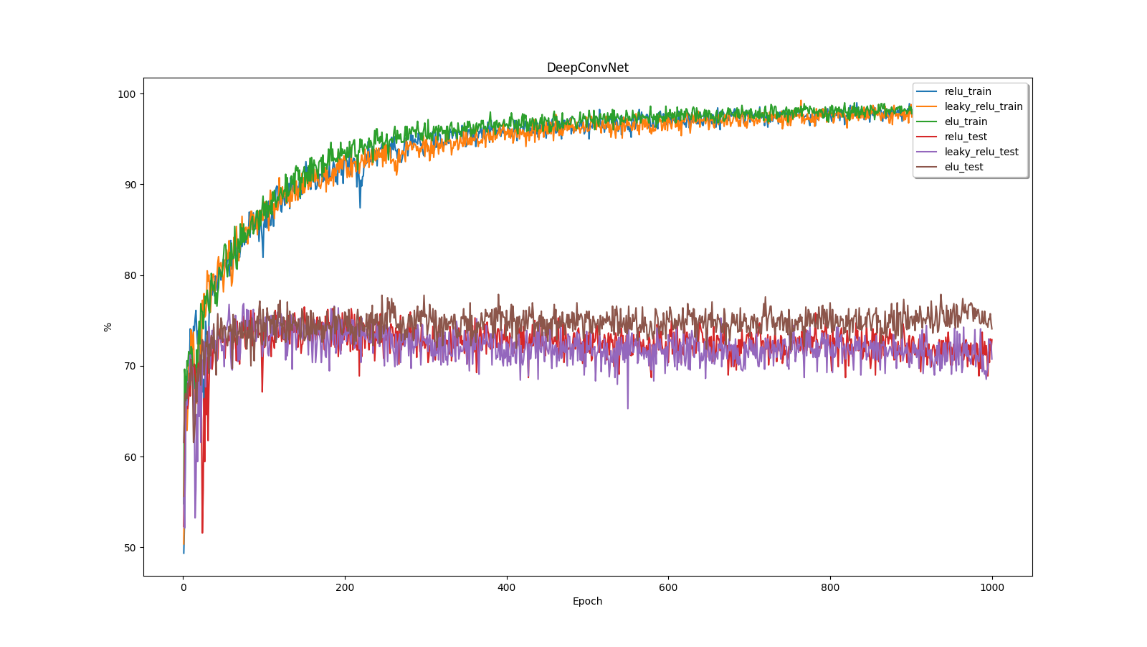 DeepConvNet
100
90
80
70
60
50
%
0
200
400
600
800
1000
Epoch
relu_train
leaky_relu_train
elu_train
relu_test
leaky_relu_test
elu_test